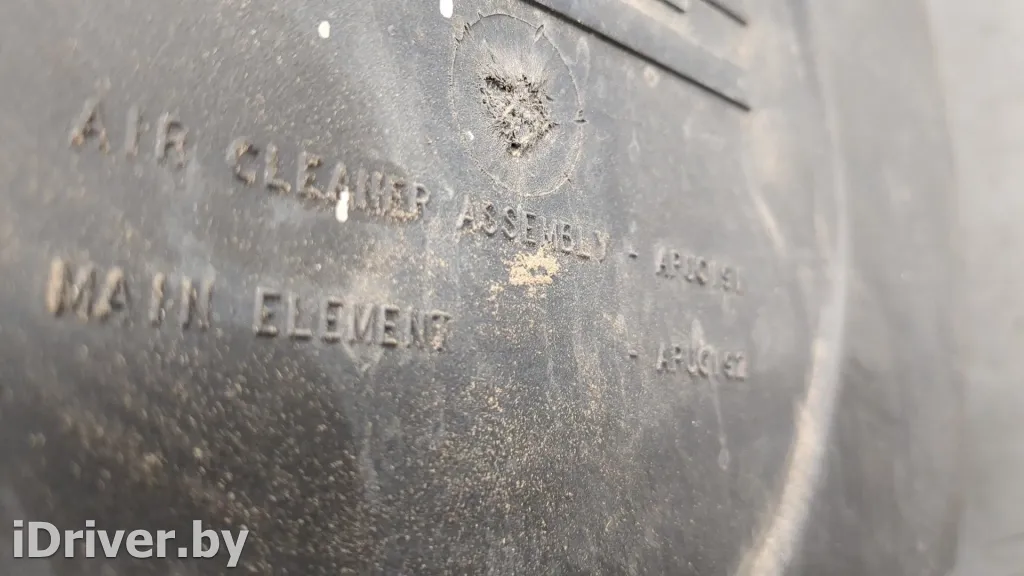 AIR CLEANER ASSEMBLY -
MAIN ELEMENT -
iDriver.by